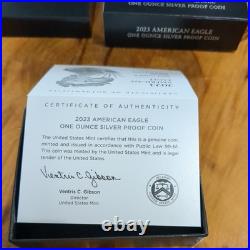 2023 AMERICAN EAGLE
ONE OUNCE SILVER PROOF COIN
CERTIFICATE OF AUTHENTICITY
2023 AMERICAN EAGLE
ONE OUNCE SILVER PROOF COIN
The United States Mint certifies that this is a genuine coin
minted and issued in accordance with Public Law 99-61.
This coin was minted by the United States Mint and is legal
tender of the United States.
Ventris C. Gibson
Ventris C. Gibson
Director
United States Mint